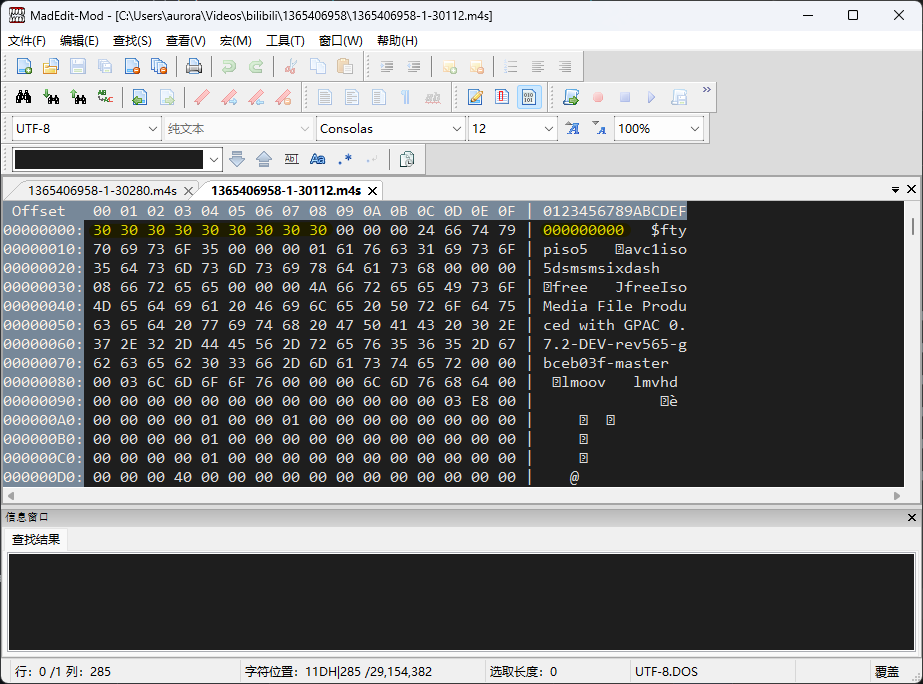 MadEdit-Mod - [C:\Users\aurora\Videos\bilibili\1365406958\1365406958-1-30112.m4s]
文件(F) 编辑(E) 查找(S) 查看(V) 宏(M) 工具(T) 窗口(W) 帮助(H)
UTF-8 纯文本 Consolas 12 100%
1365406958-1-30280.m4s 1365406958-1-30112.m4s
Offset 00 01 02 03 04 05 06 07 08 09 0A 0B 0C 0D 0E 0F | 0123456789ABCDEF
00000000: 30 30 30 30 30 30 30 30 30 00 00 00 24 66 74 79 | 000000000 $fty
00000010: 70 69 73 6F 35 00 00 00 01 61 76 63 31 69 73 6F | piso5 avc1iso
00000020: 35 64 73 6D 73 6D 73 69 78 64 61 73 68 00 00 00 | 5dsmsmsixdash
00000030: 08 66 72 65 65 00 00 00 4A 66 72 65 65 49 73 6F | free JfreeIso
00000040: 4D 65 64 69 61 20 46 69 6C 65 20 50 72 6F 64 75 | Media File Produ
00000050: 63 65 64 20 77 69 74 68 20 47 50 41 43 20 30 2E | ced with GPAC 0.
00000060: 37 2E 32 2D 44 45 56 2D 72 65 76 35 36 35 2D 67 | 7.2-DEV-rev565-g
00000070: 62 63 65 62 30 33 66 2D 6D 61 73 74 65 72 00 00 | bceb03f-master
00000080: 00 03 6C 6D 6F 6F 76 00 00 00 6C 6D 76 68 64 00 | lmoov lmvhd
00000090: 00 00 00 00 00 00 00 00 00 00 00 00 00 03 E8 00 | è
000000A0: 00 00 00 00 01 00 00 01 00 00 00 00 00 00 00 00 |
000000B0: 00 00 00 00 01 00 00 00 00 00 00 00 00 00 00 00 |
000000C0: 00 00 00 00 01 00 00 00 00 00 00 00 00 00 00 00 |
000000D0: 00 00 00 40 00 00 00 00 00 00 00 00 00 00 00 00 | @
信息窗口
查找结果
行: 0 /1 列: 285 字符位置: 11DH|285 /29,154,382 选取长度: 0 UTF-8.DOS 覆盖